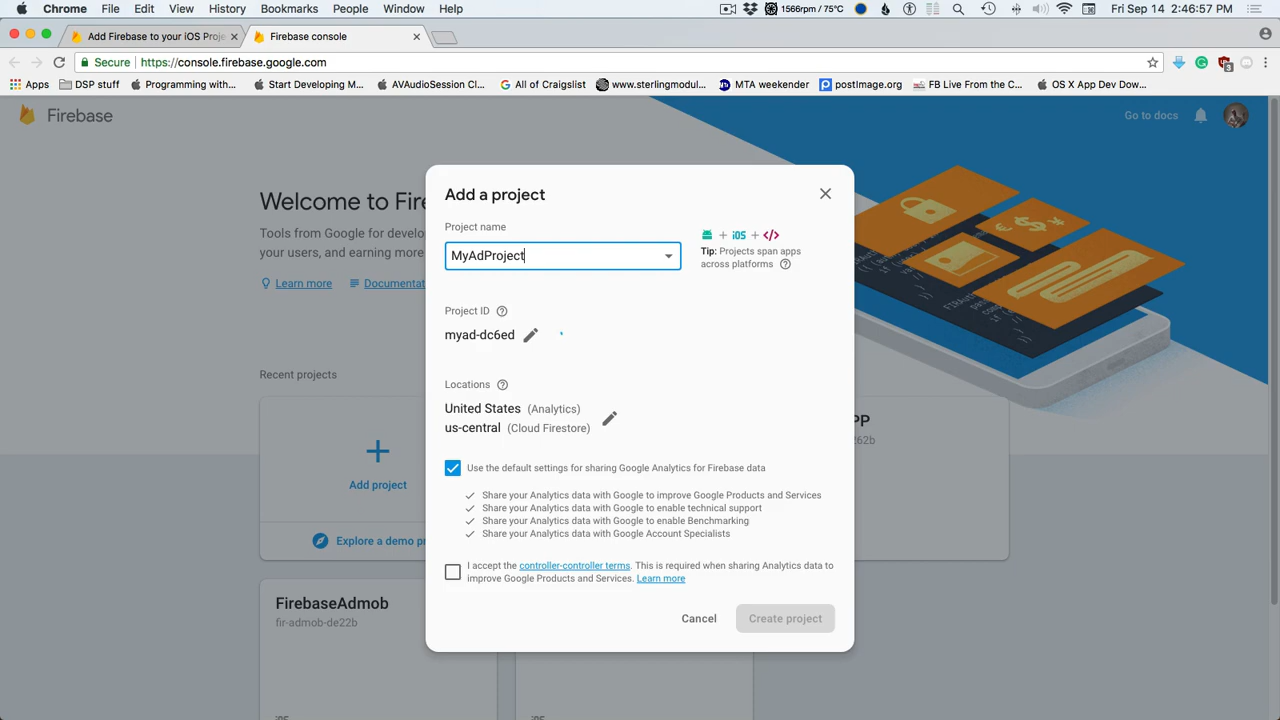 Chrome File Edit View History Bookmarks People Window Help 1566rpm / 75°C Fri Sep 14 2:46:57 PM
Add Firebase to your iOS Proje
Firebase console
Secure https://console.firebase.google.com
Apps DSP stuff Programming with... Start Developing M... AVAudioSession Cl... All of Craigslist www.sterlingmodul... MTA weekender postImage.org FB Live From the C... OS X App Dev Dow...
Firebase
Go to docs
Welcome to Fire
Tools from Google for develo
your users, and earning more
Learn more Documentat
Recent projects
Add project
Explore a demo pr
FirebaseAdmob
fir-admob-de22b
iOS
iOS
PP
262b
Add a project
Project name
MyAdProject
+ iOS + </>
Tip: Projects span apps
across platforms
Project ID
myad-dc6ed
Locations
United States (Analytics)
us-central (Cloud Firestore)
Use the default settings for sharing Google Analytics for Firebase data
Share your Analytics data with Google to improve Google Products and Services
Share your Analytics data with Google to enable technical support
Share your Analytics data with Google to enable Benchmarking
Share your Analytics data with Google Account Specialists
I accept the controller-controller terms. This is required when sharing Analytics data to
improve Google Products and Services. Learn more
Cancel Create project